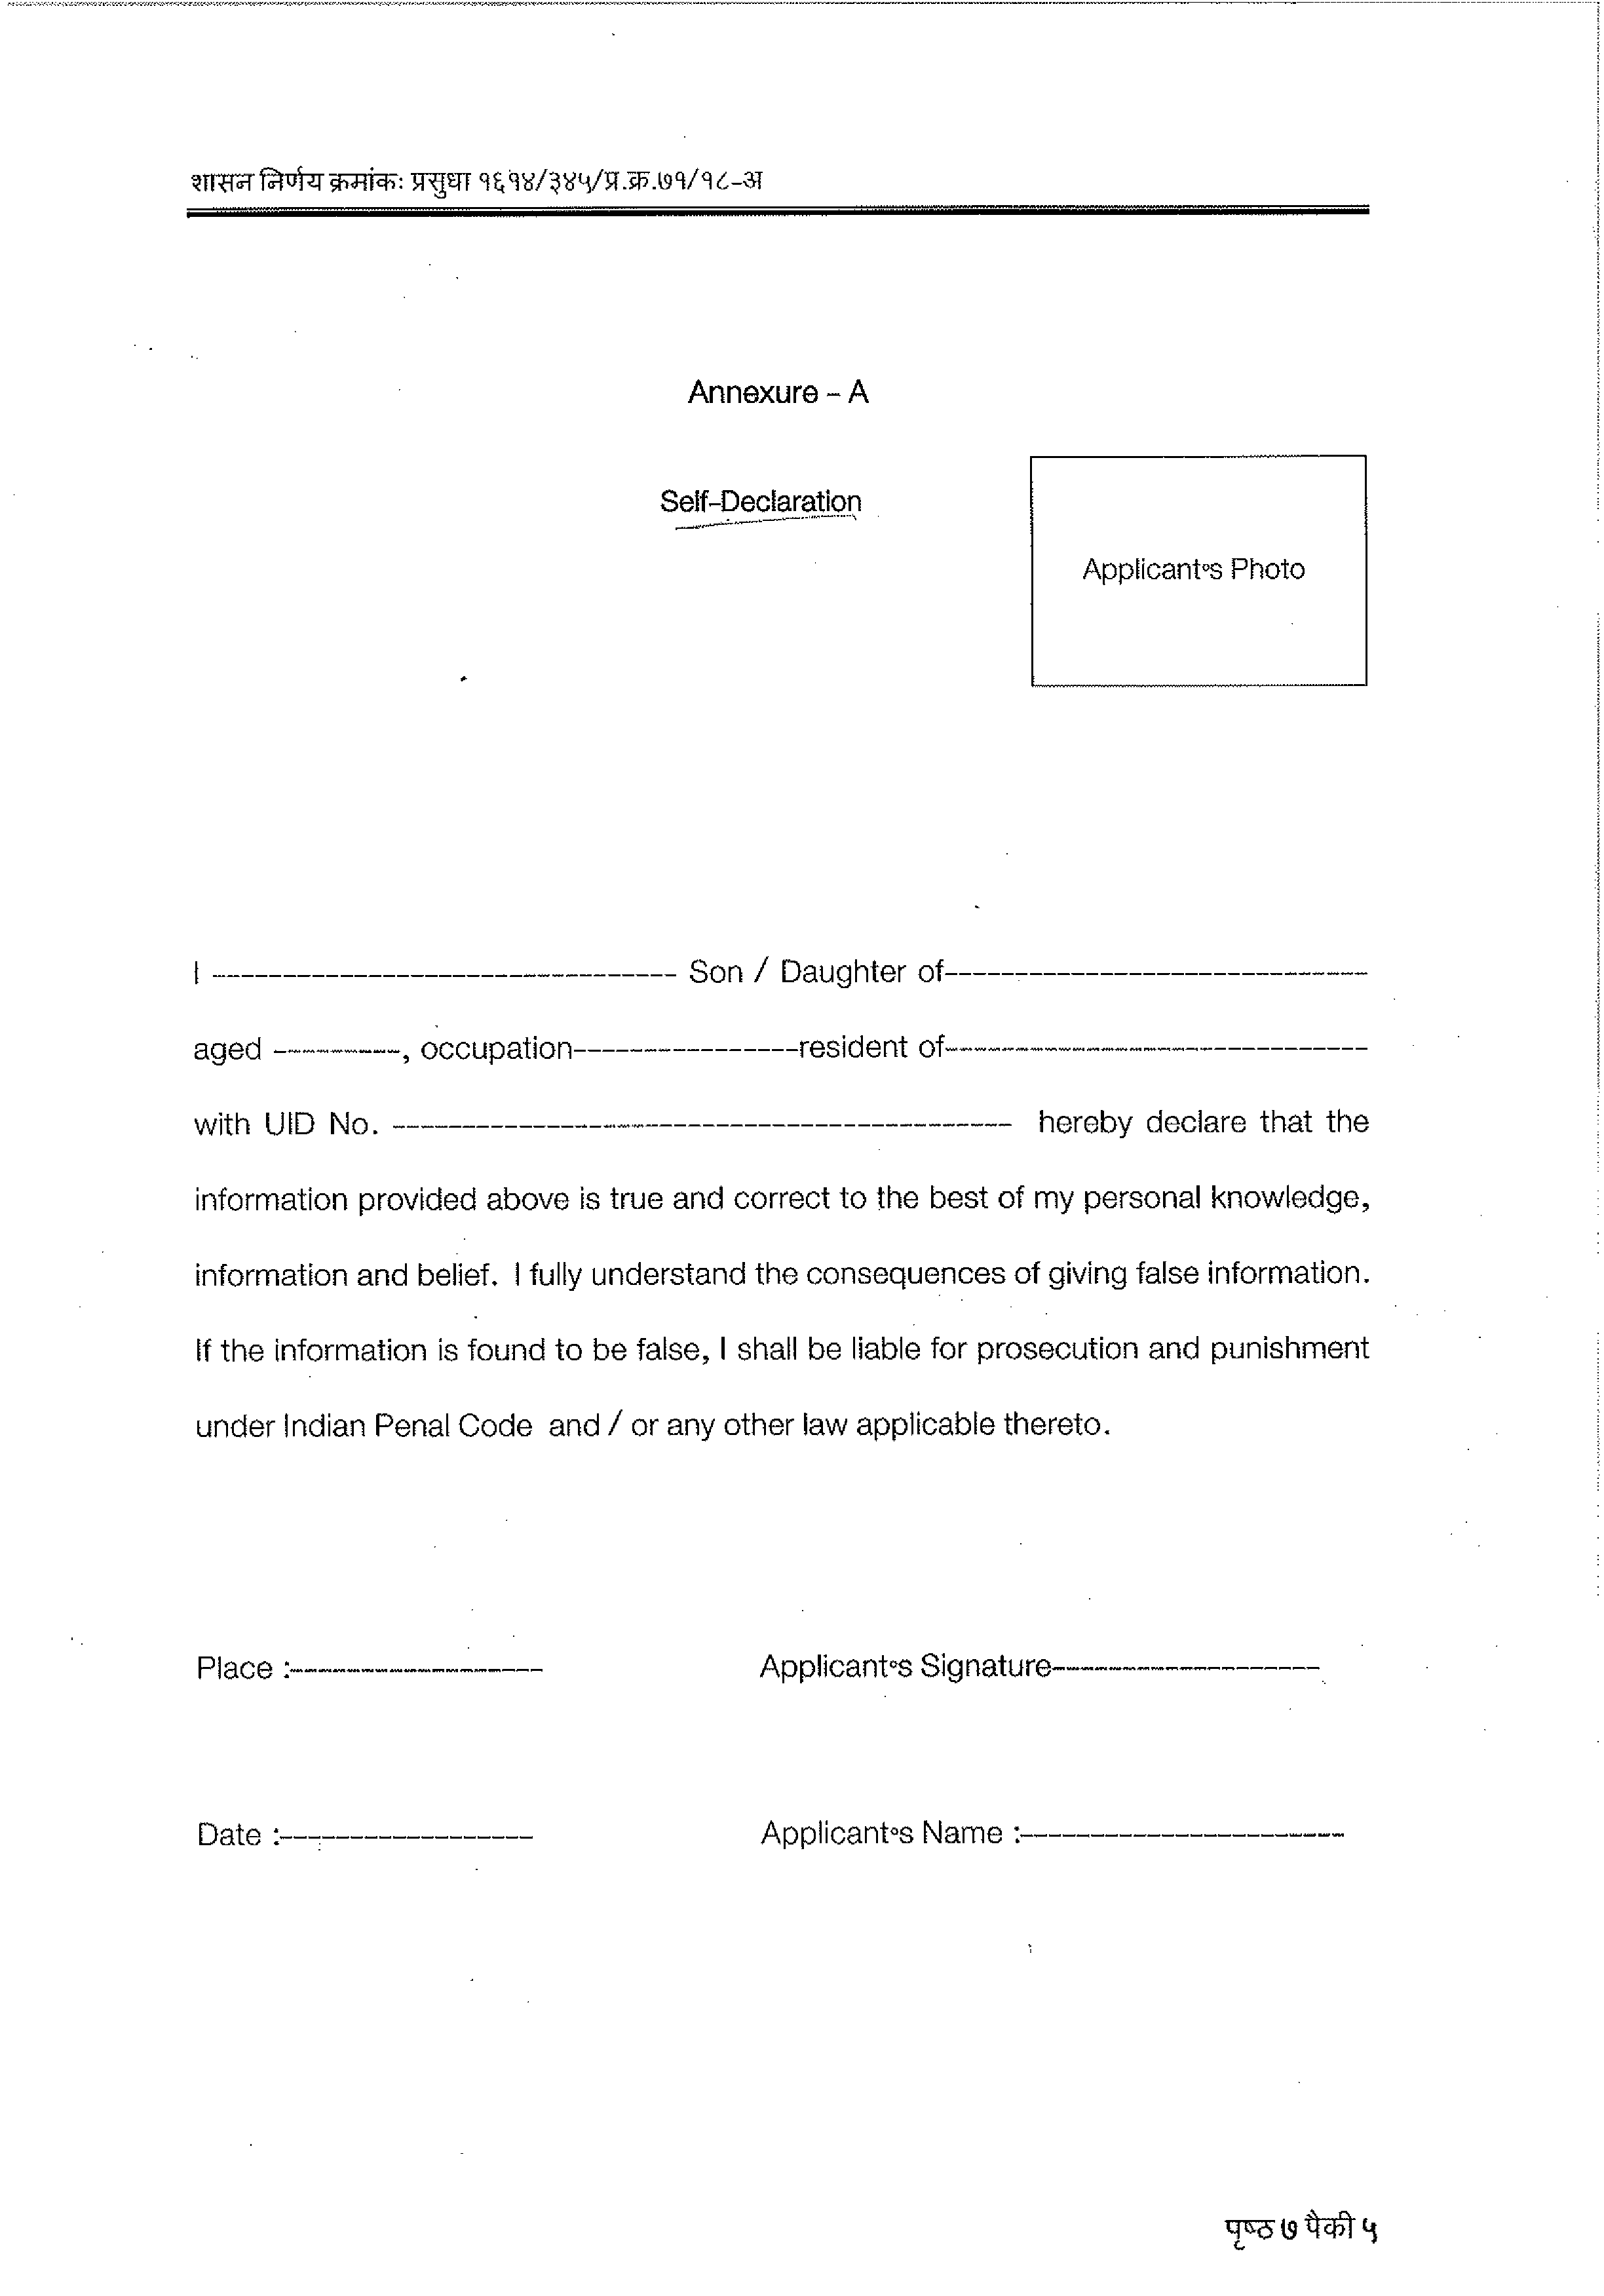 शासन निर्णय क्रमांकः प्रसुधा १६१४/३४५/प्र.क्र.७१/१८-अ
Annexure - A
Self-Declaration
Applicant's Photo
I --------------------------------- Son / Daughter of------------------------------
aged ---------, occupation----------------resident of------------------------------
with UID No. -------------------------------------------- hereby declare that the
information provided above is true and correct to the best of my personal knowledge,
information and belief. I fully understand the consequences of giving false information.
If the information is found to be false, I shall be liable for prosecution and punishment
under Indian Penal Code and / or any other law applicable thereto.
Place :------------------ Applicant's Signature-------------------
Date :------------------ Applicant's Name :-----------------------
पृष्ठ ७ पैकी ५